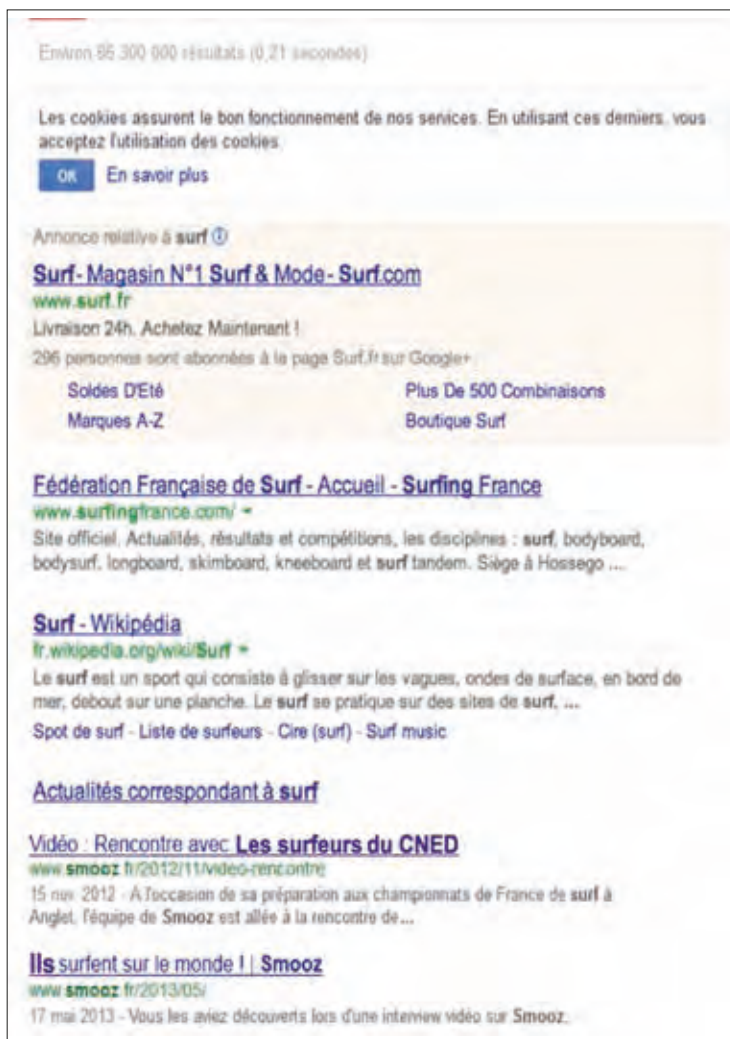 Environ 66 300 000 résultats (0,21 secondes)
Les cookies assurent le bon fonctionnement de nos services. En utilisant ces derniers, vous
acceptez l'utilisation des cookies.
OK En savoir plus
Annonce relative à surf
Surf - Magasin N°1 Surf & Mode - Surf.com
www.surf.fr
Livraison 24h. Achetez Maintenant !
296 personnes sont abonnées à la page Surf.fr sur Google+
Soldes D'Eté Plus De 500 Combinaisons
Marques A-Z Boutique Surf
Fédération Française de Surf - Accueil - Surfing France
www.surfingfrance.com/
Site officiel. Actualités, résultats et compétitions, les disciplines : surf, bodyboard,
bodysurf, longboard, skimboard, kneeboard et surf tandem. Siège à Hossego ...
Surf - Wikipédia
fr.wikipedia.org/wiki/Surf
Le surf est un sport qui consiste à glisser sur les vagues, ondes de surface, en bord de
mer, debout sur une planche. Le surf se pratique sur des sites de surf, ...
Spot de surf - Liste de surfeurs - Cire (surf) - Surf music
Actualités correspondant à surf
Vidéo : Rencontre avec Les surfeurs du CNED
www.smooz.fr/2012/11/video-rencontre
15 nov. 2012 - A l'occasion de sa préparation aux championnats de France de surf à
Anglet, l'équipe de Smooz est allée à la rencontre de...
Ils surfent sur le monde ! | Smooz
www.smooz.fr/2013/05/
17 mai 2013 - Vous les aviez découverts lors d'une interview vidéo sur Smooz,